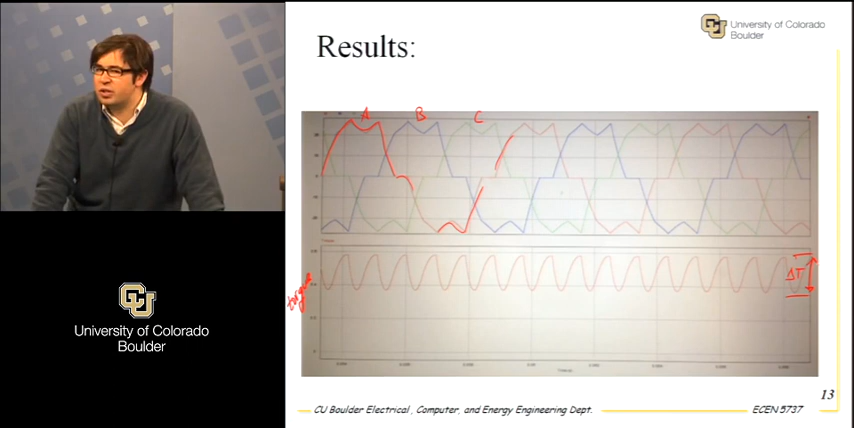 University of Colorado
Boulder
Results:
A
B
C
torque
ΔT
CU
University of Colorado
Boulder
13
CU Boulder Electrical, Computer, and Energy Engineering Dept.
ECEN 5737